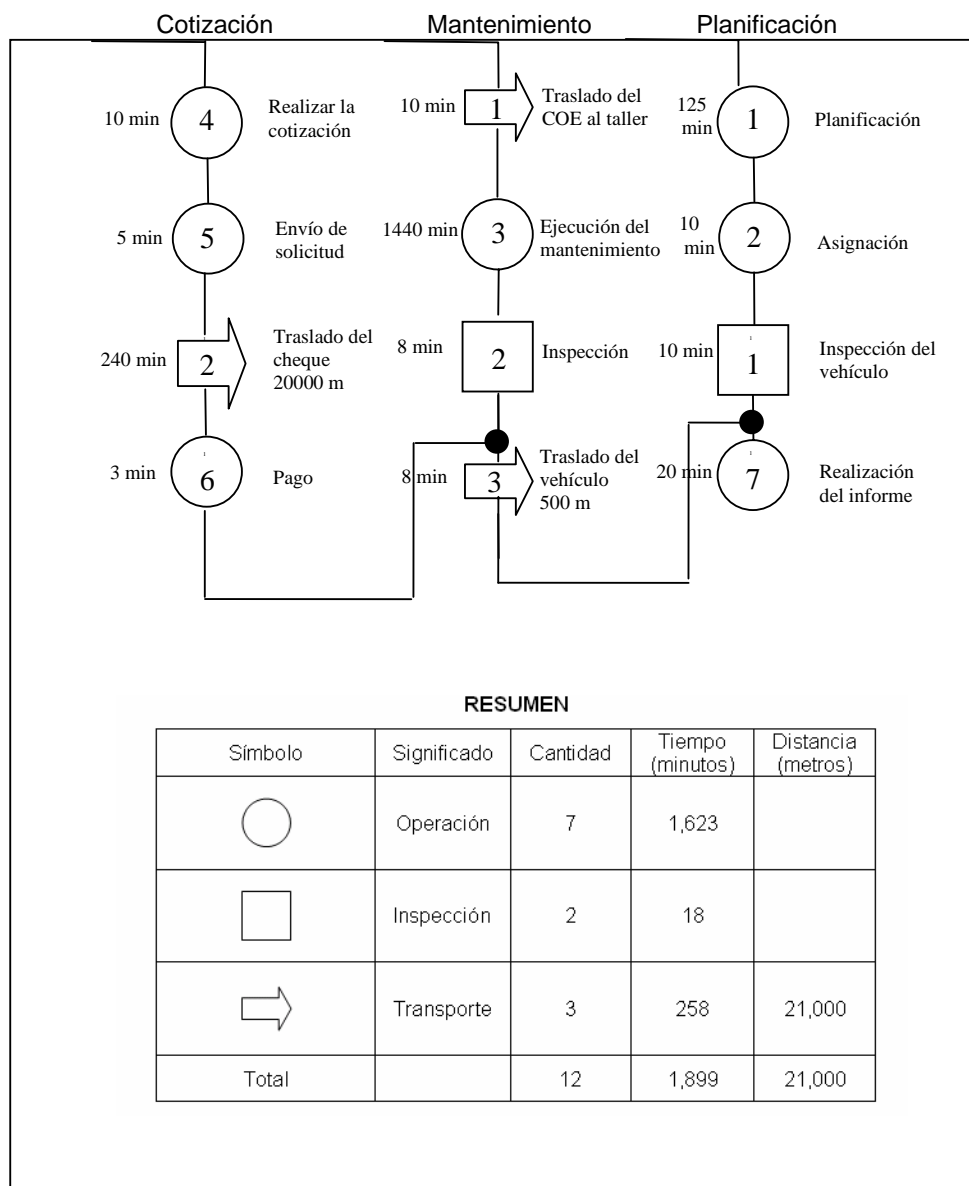 Cotización Mantenimiento Planificación
10 min
4
Realizar la
cotización
5 min
5
Envío de
solicitud
240 min
2
Traslado del
cheque
20000 m
3 min
1
6
Pago
10 min
1
Traslado del
COE al taller
1440 min
3
Ejecución del
mantenimiento
8 min
2
Inspección
8 min
3
Traslado del
vehículo
500 m
125
min
1
Planificación
10
min
2
Asignación
10 min
1
1
Inspección del
vehículo
20 min
1
7
Realización
del informe
RESUMEN
Símbolo Significado Cantidad Tiempo Distancia
(minutos) (metros)
Operación 7 1,623
Inspección 2 18
Transporte 3 258 21,000
Total 12 1,899 21,000